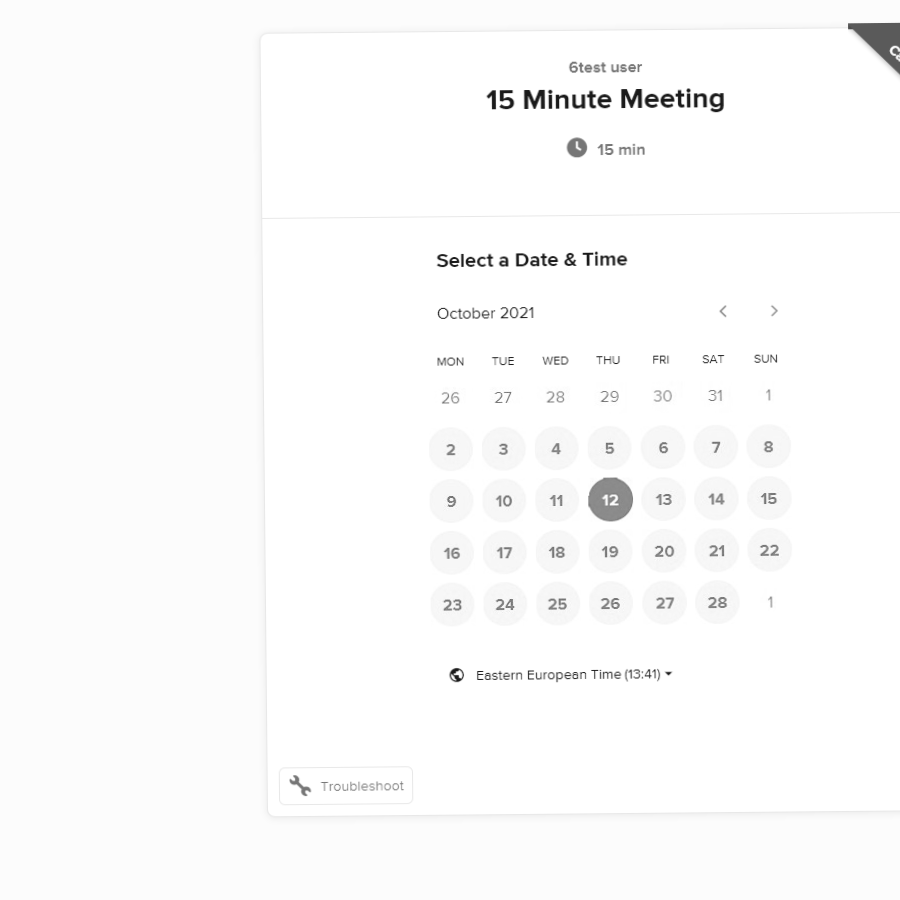 6test user
15 Minute Meeting
15 min
Select a Date & Time
October 2021
MON TUE WED THU FRI SAT SUN
26 27 28 29 30 31 1
2 3 4 5 6 7 8
9 10 11 12 13 14 15
16 17 18 19 20 21 22
23 24 25 26 27 28 1
Eastern European Time (13:41)
Troubleshoot